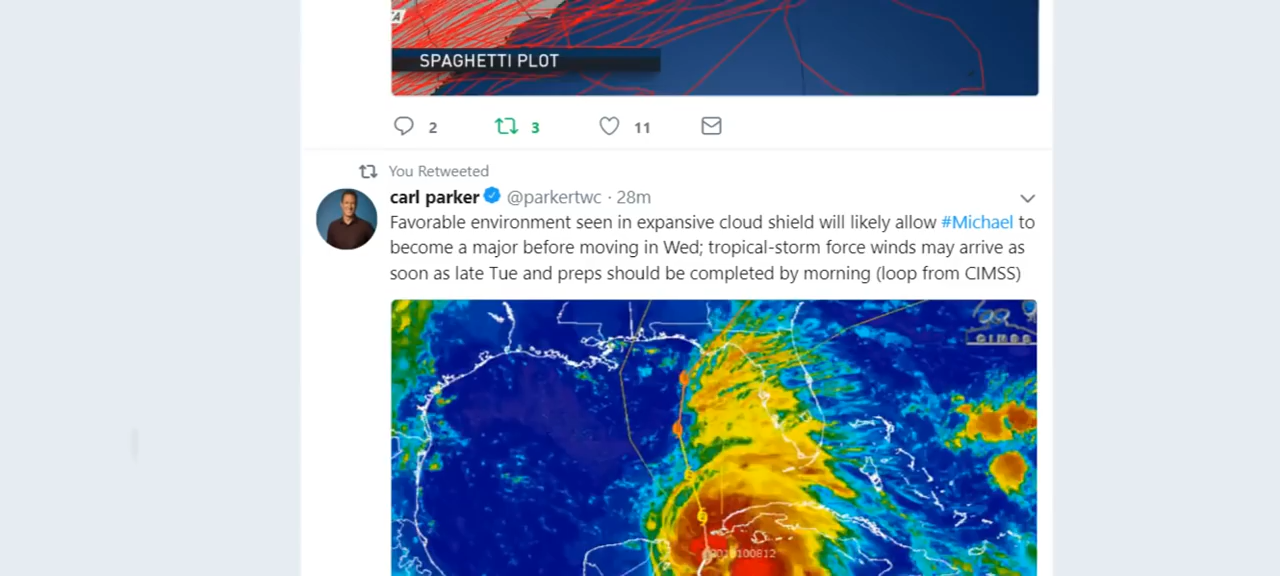 SPAGHETTI PLOT
2 3 11
You Retweeted
carl parker @parkertwc · 28m
Favorable environment seen in expansive cloud shield will likely allow #Michael to
become a major before moving in Wed; tropical-storm force winds may arrive as
soon as late Tue and preps should be completed by morning (loop from CIMSS)
CIMSS